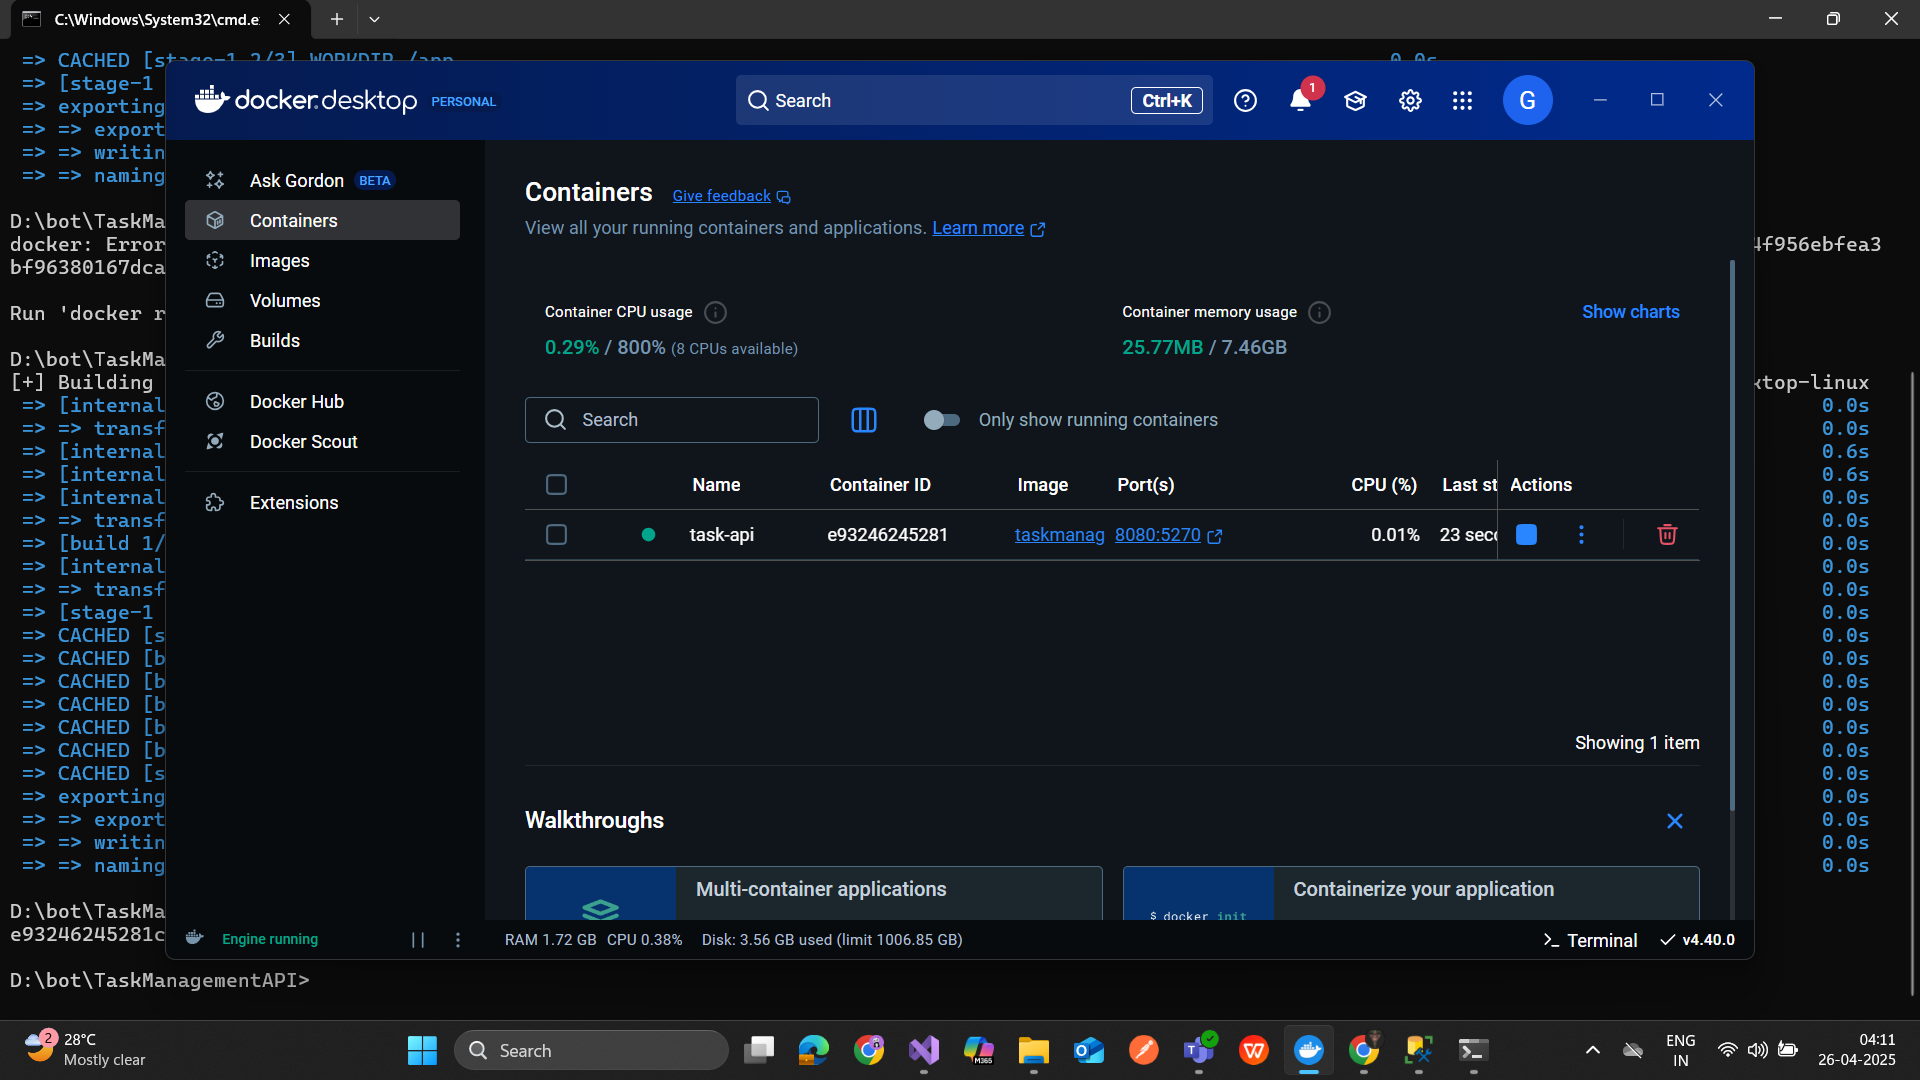 C:\Windows\System32\cmd.e
=> CACHED [stage-1 2/3] WORKDIR /app 0.0s
=> [stage-1
=> exporting
=> => export
=> => writin
=> => naming
D:\bot\TaskMa
docker: Error 4f956ebfea3
bf96380167dca
Run 'docker r
D:\bot\TaskMa
[+] Building ktop-linux
=> [internal 0.0s
=> => transf 0.0s
=> [internal 0.6s
=> [internal 0.6s
=> [internal 0.0s
=> => transf 0.0s
=> [build 1/ 0.0s
=> [internal 0.0s
=> => transf 0.0s
=> [stage-1 0.0s
=> CACHED [s 0.0s
=> CACHED [b 0.0s
=> CACHED [b 0.0s
=> CACHED [b 0.0s
=> CACHED [b 0.0s
=> CACHED [b 0.0s
=> CACHED [s 0.0s
=> exporting 0.0s
=> => export 0.0s
=> => writin 0.0s
=> => naming 0.0s
D:\bot\TaskMa
e93246245281c
D:\bot\TaskManagementAPI>
docker.desktop PERSONAL
Search Ctrl+K
1
G
Ask Gordon BETA
Containers
Images
Volumes
Builds
Docker Hub
Docker Scout
Extensions
Containers Give feedback
View all your running containers and applications. Learn more
Container CPU usage
0.29% / 800% (8 CPUs available)
Container memory usage
25.77MB / 7.46GB
Show charts
Search
Only show running containers
Name Container ID Image Port(s) CPU (%) Last st Actions
task-api e93246245281 taskmanag 8080:5270 0.01% 23 sec
Showing 1 item
Walkthroughs
Multi-container applications
Containerize your application
$ docker init
Engine running
RAM 1.72 GB CPU 0.38% Disk: 3.56 GB used (limit 1006.85 GB)
Terminal v4.40.0
2
28°C
Mostly clear
Search
M365
ENG
IN
04:11
26-04-2025